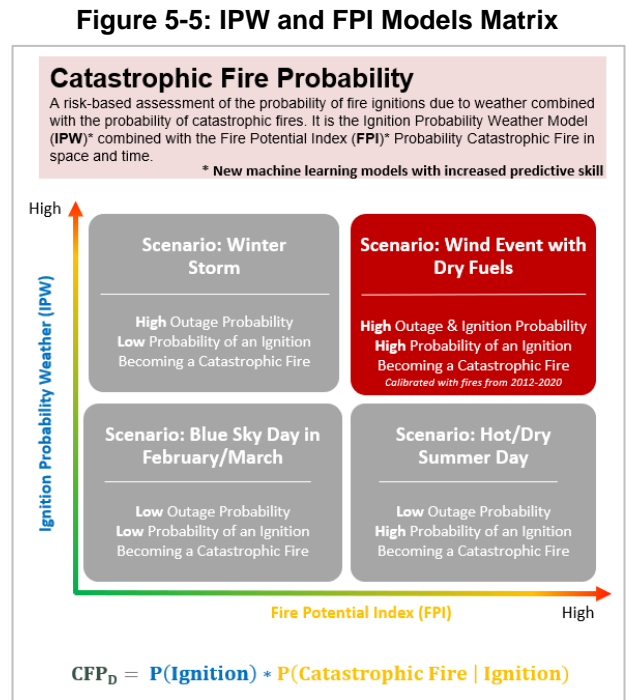 Figure 5-5: IPW and FPI Models Matrix
Catastrophic Fire Probability
A risk-based assessment of the probability of fire ignitions due to weather combined
with the probability of catastrophic fires. It is the Ignition Probability Weather Model
(IPW)* combined with the Fire Potential Index (FPI)* Probability Catastrophic Fire in
space and time.
* New machine learning models with increased predictive skill
High
Ignition Probability Weather (IPW)
Scenario: Winter
Storm
High Outage Probability
Low Probability of an Ignition
Becoming a Catastrophic Fire
Scenario: Wind Event with
Dry Fuels
High Outage & Ignition Probability
High Probability of an Ignition
Becoming a Catastrophic Fire
Calibrated with fires from 2012-2020
Scenario: Blue Sky Day in
February/March
Low Outage Probability
Low Probability of an Ignition
Becoming a Catastrophic Fire
Scenario: Hot/Dry
Summer Day
Low Outage Probability
High Probability of an Ignition
Becoming a Catastrophic Fire
Fire Potential Index (FPI)
High
CFP_D = P(Ignition) * P(Catastrophic Fire | Ignition)